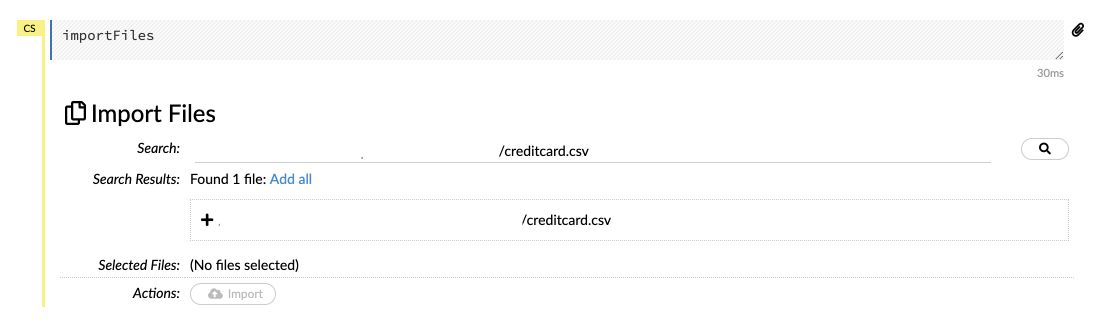 CS
importFiles
30ms
Import Files
Search: /creditcard.csv
Search Results: Found 1 file: Add all
/creditcard.csv
Selected Files: (No files selected)
Actions: Import